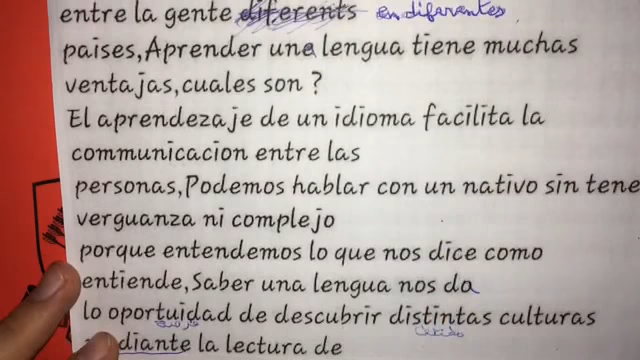 entre la gente diferents en diferentes
paises,Aprender una lengua tiene muchas
ventajas,cuales son ?
El aprendezaje de un idioma facilita la
communicacion entre las
personas,Podemos hablar con un nativo sin tene
verguanza ni complejo
porque entendemos lo que nos dice como
entiende,Saber una lengua nos da
lo oportuidad de descubrir distintas culturas
diante la lectura de